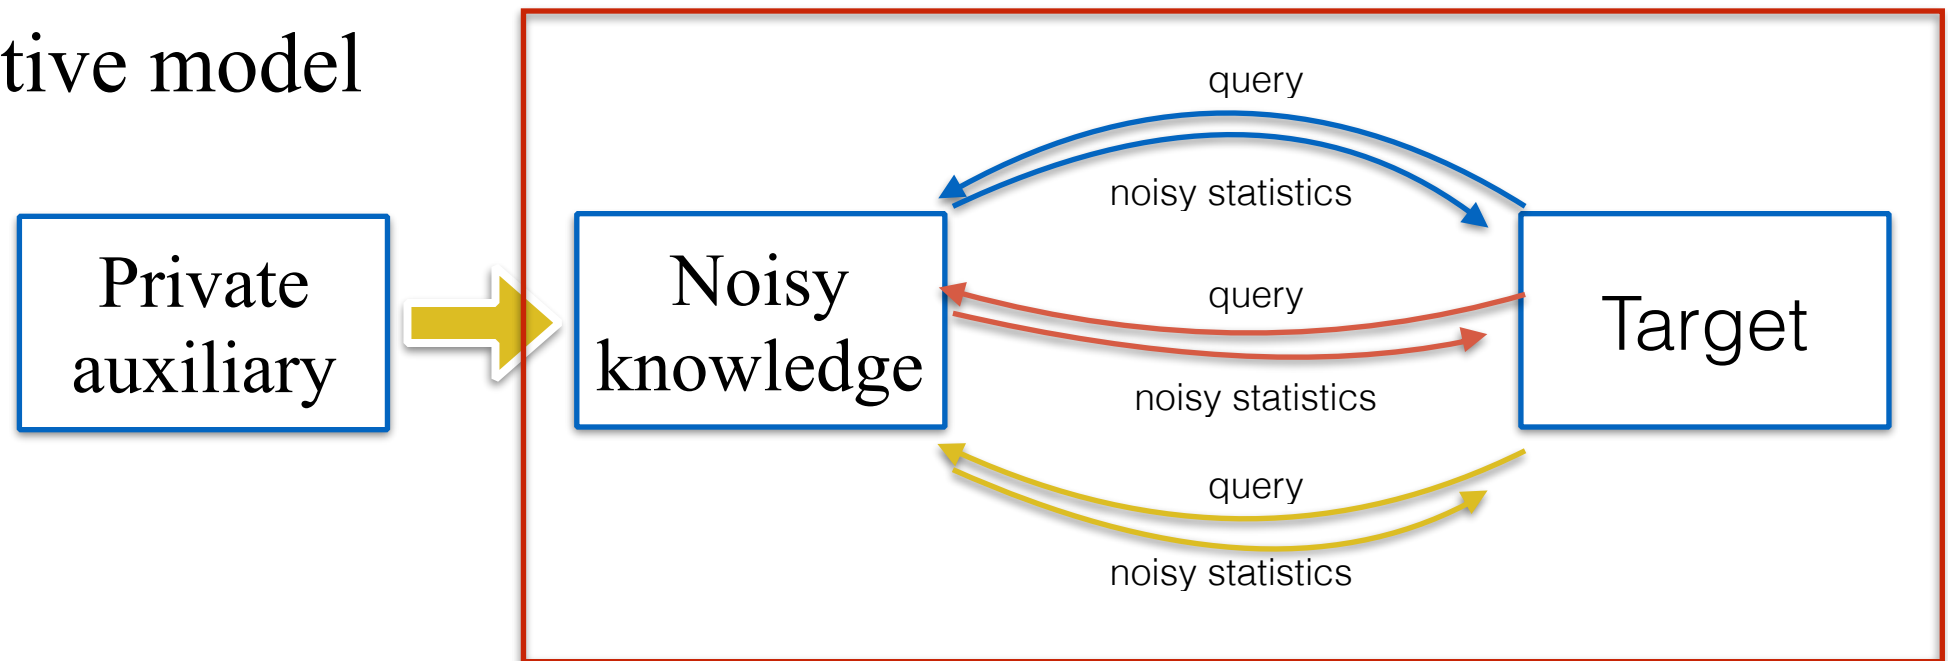 tive model
query
noisy statistics
Private
auxiliary
Noisy
knowledge
query
noisy statistics
Target
query
noisy statistics